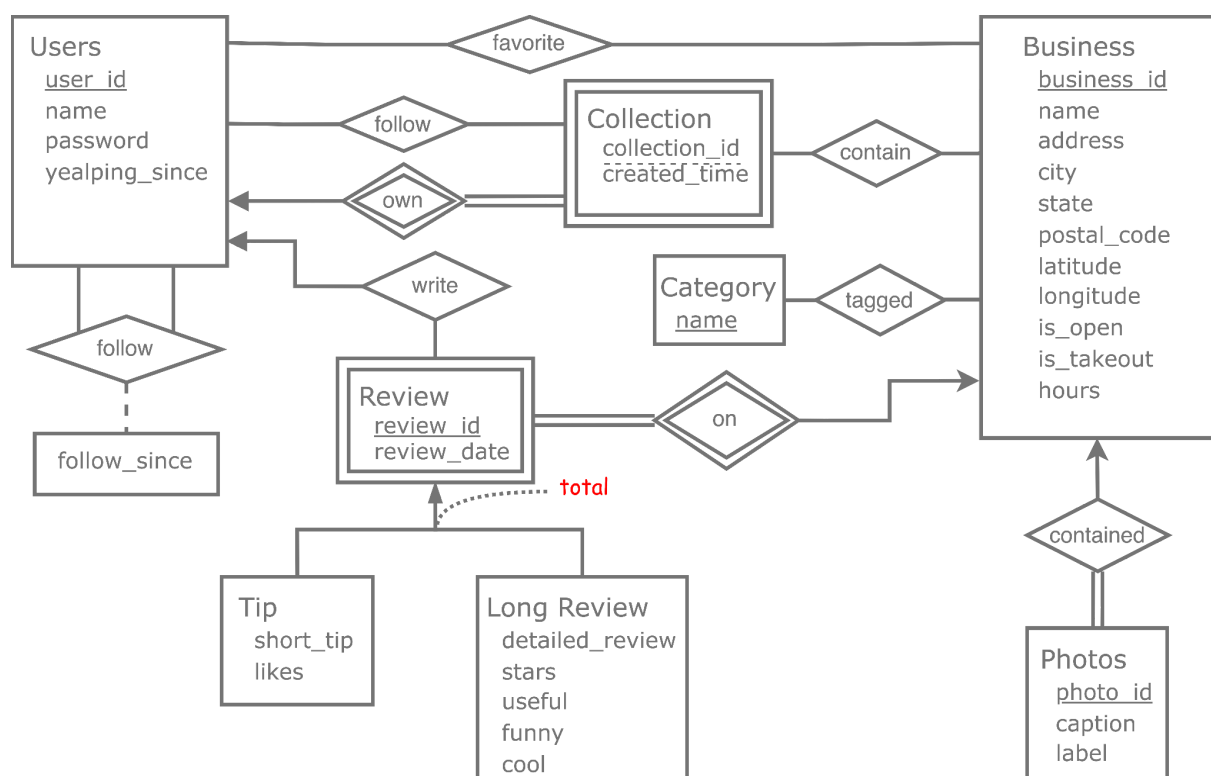 Users
user_id
name
password
yealping_since
favorite
follow
Collection
collection_id
created_time
own
contain
Business
business_id
name
address
city
state
postal_code
latitude
longitude
is_open
is_takeout
hours
write
Category
name
tagged
follow
follow_since
Review
review_id
review_date
on
total
Tip
short_tip
likes
Long Review
detailed_review
stars
useful
funny
cool
contained
Photos
photo_id
caption
label